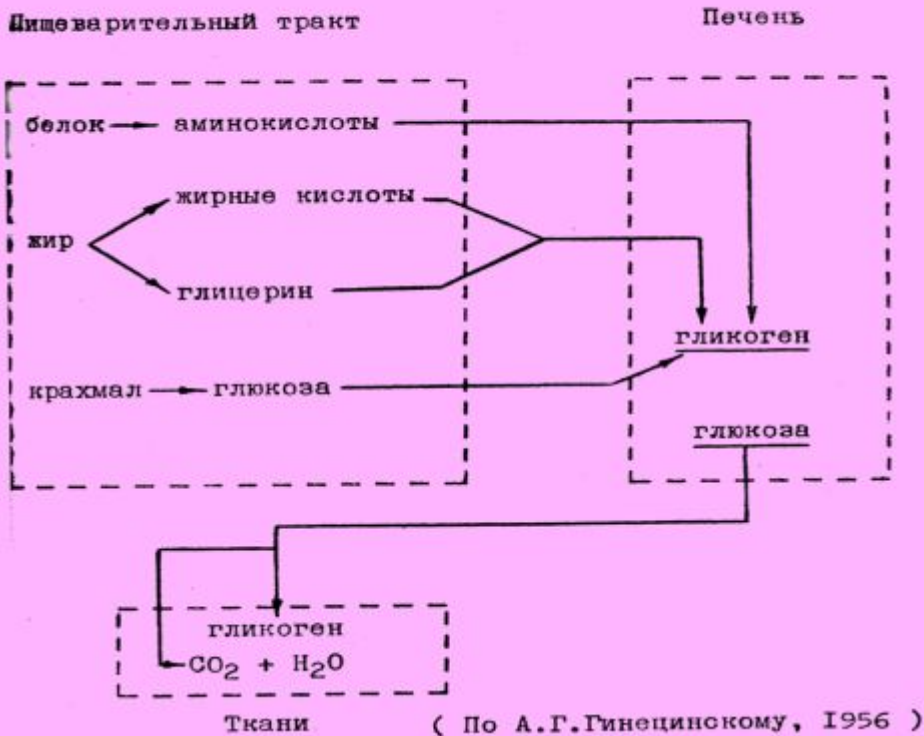 Пищеварительный тракт
Печень
белок аминокислоты
жирные кислоты
жир
глицерин
гликоген
крахмал глюкоза
глюкоза
гликоген
CO2 + H2O
Ткани ( По А.Г.Гинецинскому, I956 )